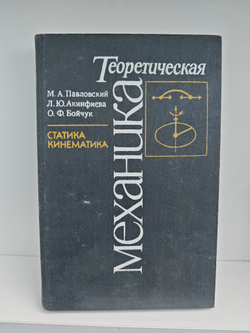 Теоретическая
механика
М. А. Павловский
Л. Ю. Акинфиева
О. Ф. Бойчук
СТАТИКА
КИНЕМАТИКА